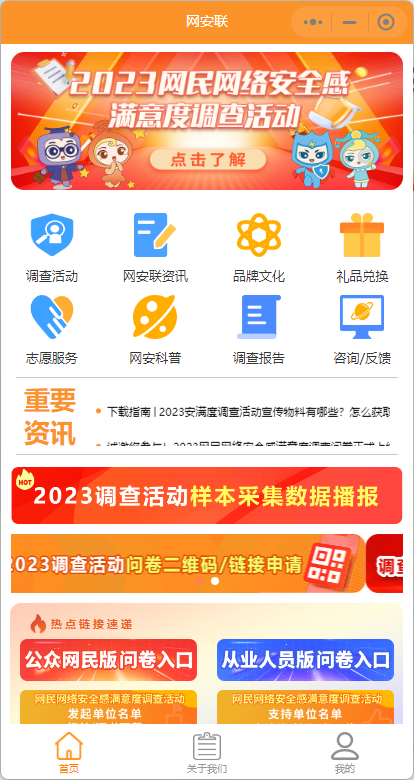 网安联
2023网民网络安全感
满意度调查活动
点击了解
调查活动
网安联资讯
品牌文化
礼品兑换
志愿服务
网安科普
调查报告
咨询/反馈
重要
资讯
下载指南 | 2023安满度调查活动宣传物料有哪些？怎么获取
诚邀你参与！2023网民网络安全感满意度调查问卷正式上线
HOT
2023调查活动样本采集数据播报
2023调查活动问卷二维码/链接申请
调
热点链接速递
公众网民版问卷入口
从业人员版问卷入口
网民网络安全感满意度调查活动
发起单位名单
网民网络安全感满意度调查活动
支持单位名单
首页
关于我们
我的